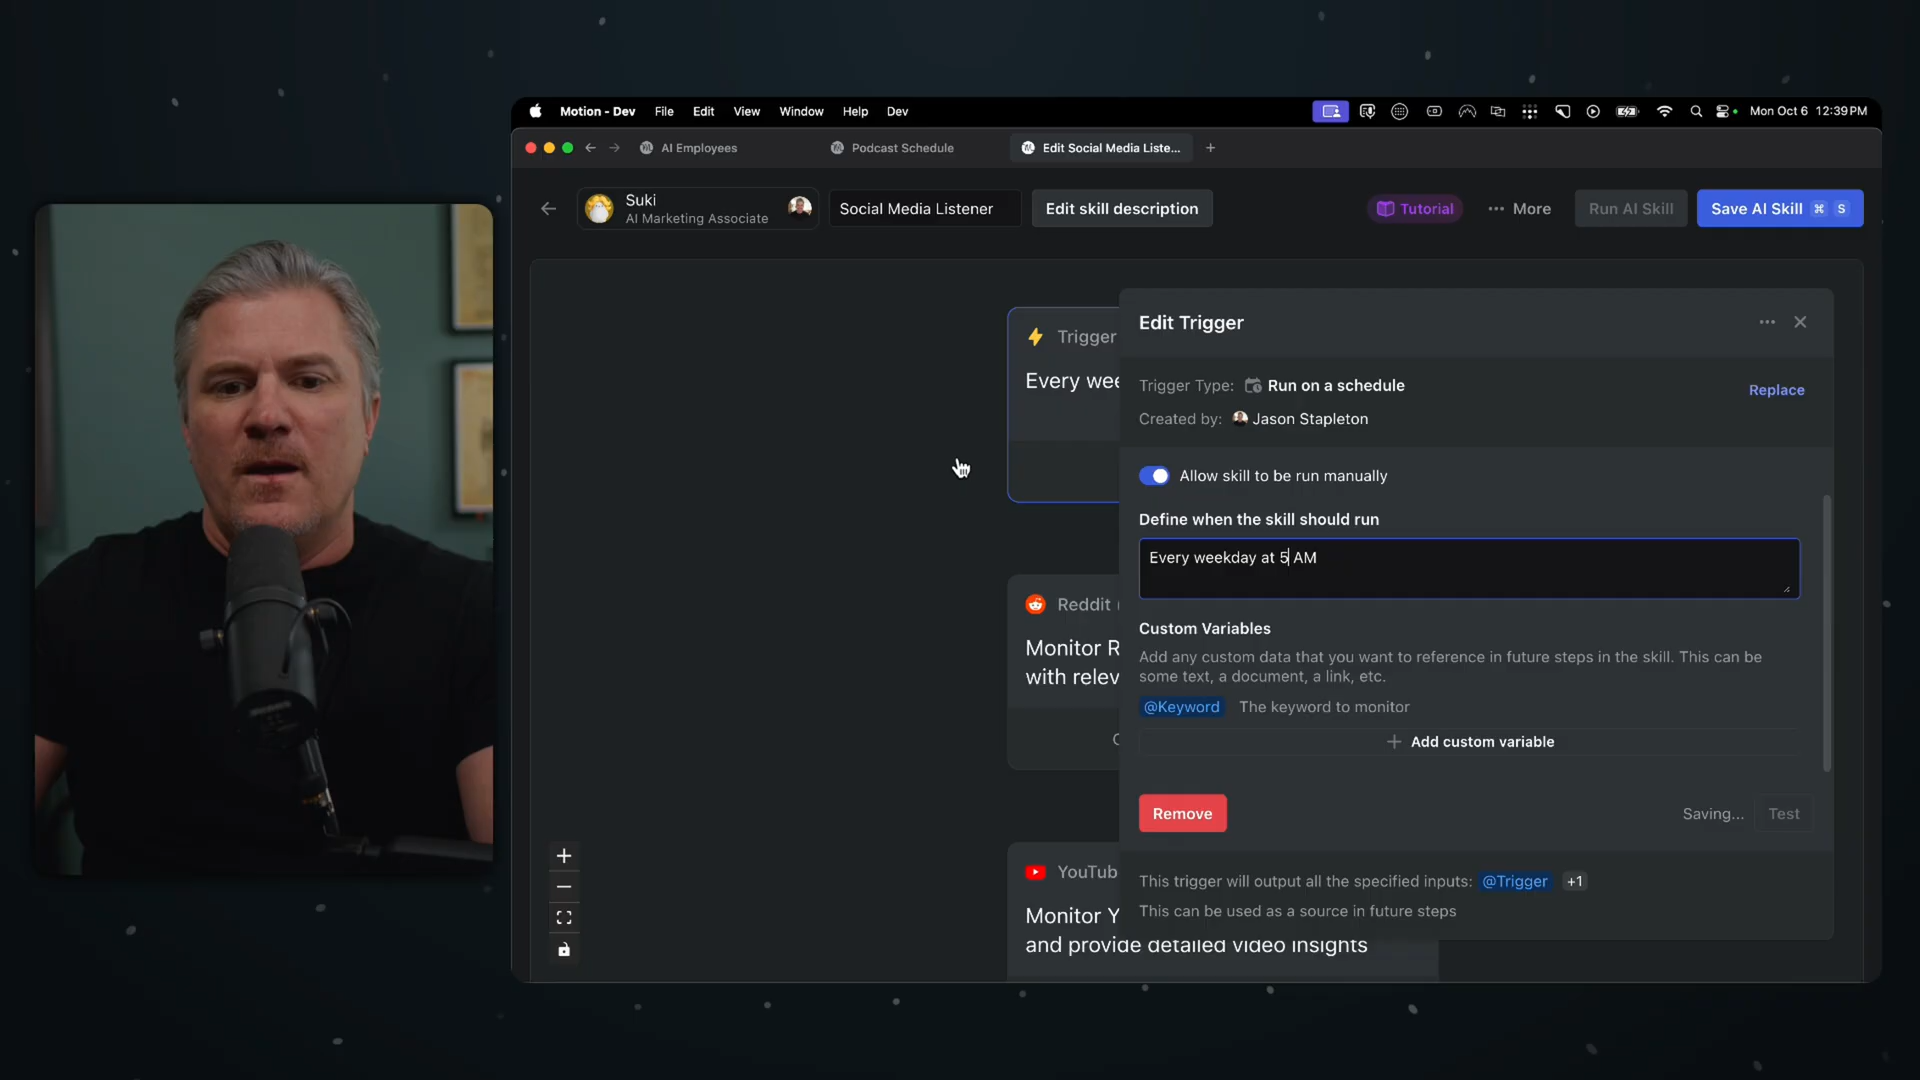 Motion - Dev File Edit View Window Help Dev Mon Oct 6 12:39 PM
AI Employees Podcast Schedule Edit Social Media Liste... +
Suki
AI Marketing Associate
Social Media Listener
Edit skill description
Tutorial
More
Run AI Skill
Save AI Skill ⌘ S
Trigger
Every wee
Reddit
Monitor R
with relev
YouTub
Monitor Y
and provide detailed video insights
Edit Trigger
Trigger Type: Run on a schedule
Replace
Created by: Jason Stapleton
Allow skill to be run manually
Define when the skill should run
Every weekday at 5 AM
Custom Variables
Add any custom data that you want to reference in future steps in the skill. This can be
some text, a document, a link, etc.
@Keyword The keyword to monitor
+ Add custom variable
Remove
Saving...
Test
This trigger will output all the specified inputs: @Trigger +1
This can be used as a source in future steps